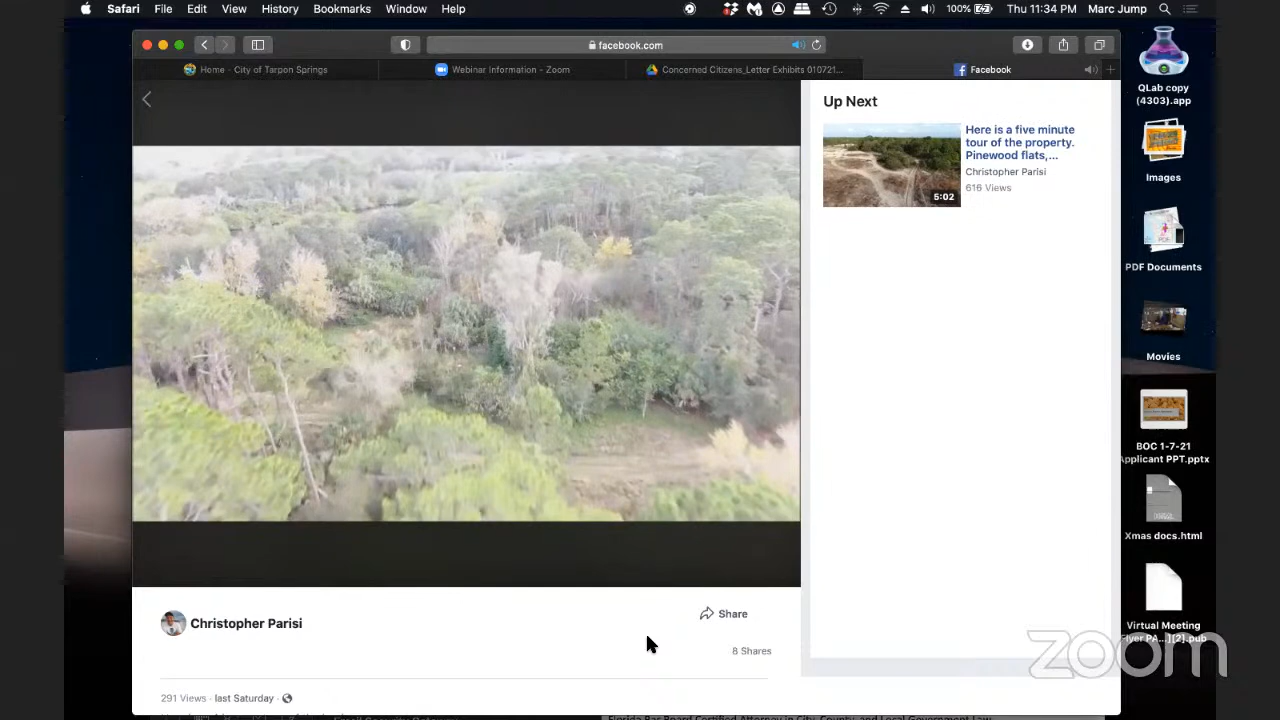 Safari File Edit View History Bookmarks Window Help 100% Thu 11:34 PM Marc Jump
facebook.com
Home - City of Tarpon Springs
Webinar Information - Zoom
Concerned Citizens_Letter Exhibits 010721...
Facebook
Up Next
Here is a five minute
tour of the property.
Pinewood flats,...
Christopher Parisi
616 Views
5:02
Christopher Parisi
Share
8 Shares
291 Views · last Saturday ·
QLab copy
(4303).app
Images
PDF Documents
Movies
BOC 1-7-21
Applicant PPT.pptx
Xmas docs.html
Virtual Meeting
zoom